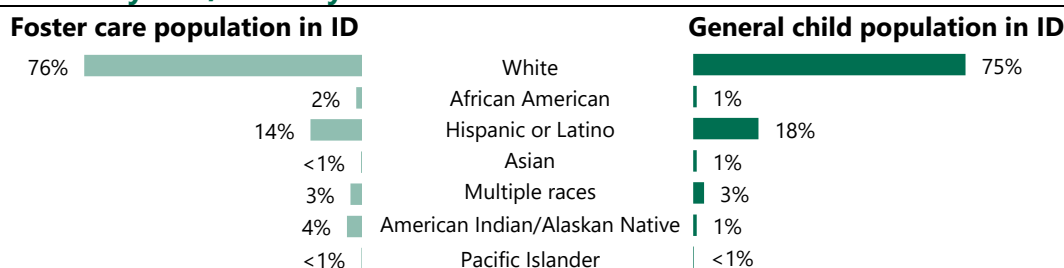 Foster care population in ID General child population in ID
76% White 75%
2% African American 1%
14% Hispanic or Latino 18%
<1% Asian 1%
3% Multiple races 3%
4% American Indian/Alaskan Native 1%
<1% Pacific Islander <1%